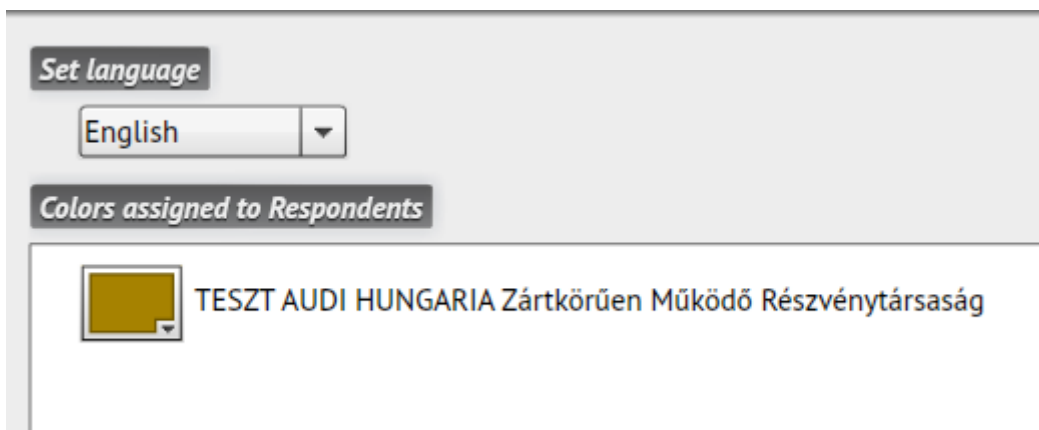 Set language
English
Colors assigned to Respondents
TESZT AUDI HUNGARIA Zártkörűen Működő Részvénytársaság